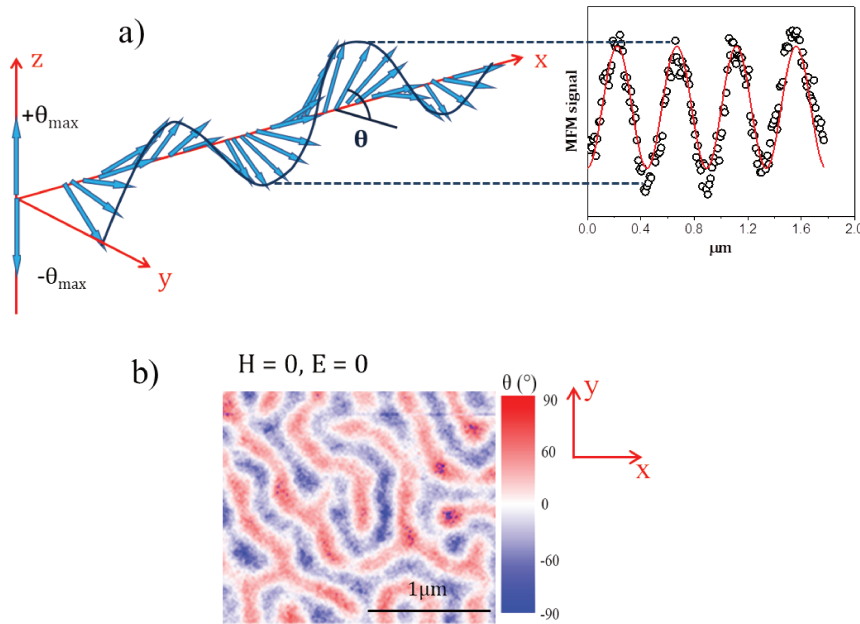 a)
z
+θmax
-θmax
y
x
θ
MFM signal
0.0 0.4 0.8 1.2 1.6 2.0
μm
b)
H = 0, E = 0
θ (°)
90
60
0
-60
-90
1μm
y
x